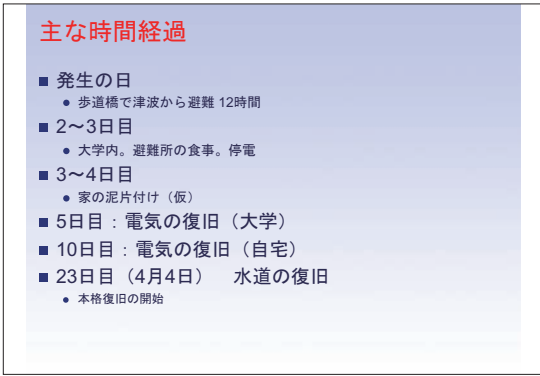 主な時間経過
■ 発生の日
● 歩道橋で津波から避難 12時間
■ 2～3日目
● 大学内。避難所の食事。停電
■ 3～4日目
● 家の泥片付け（仮）
■ 5日目：電気の復旧（大学）
■ 10日目：電気の復旧（自宅）
■ 23日目（4月4日）　水道の復旧
● 本格復旧の開始